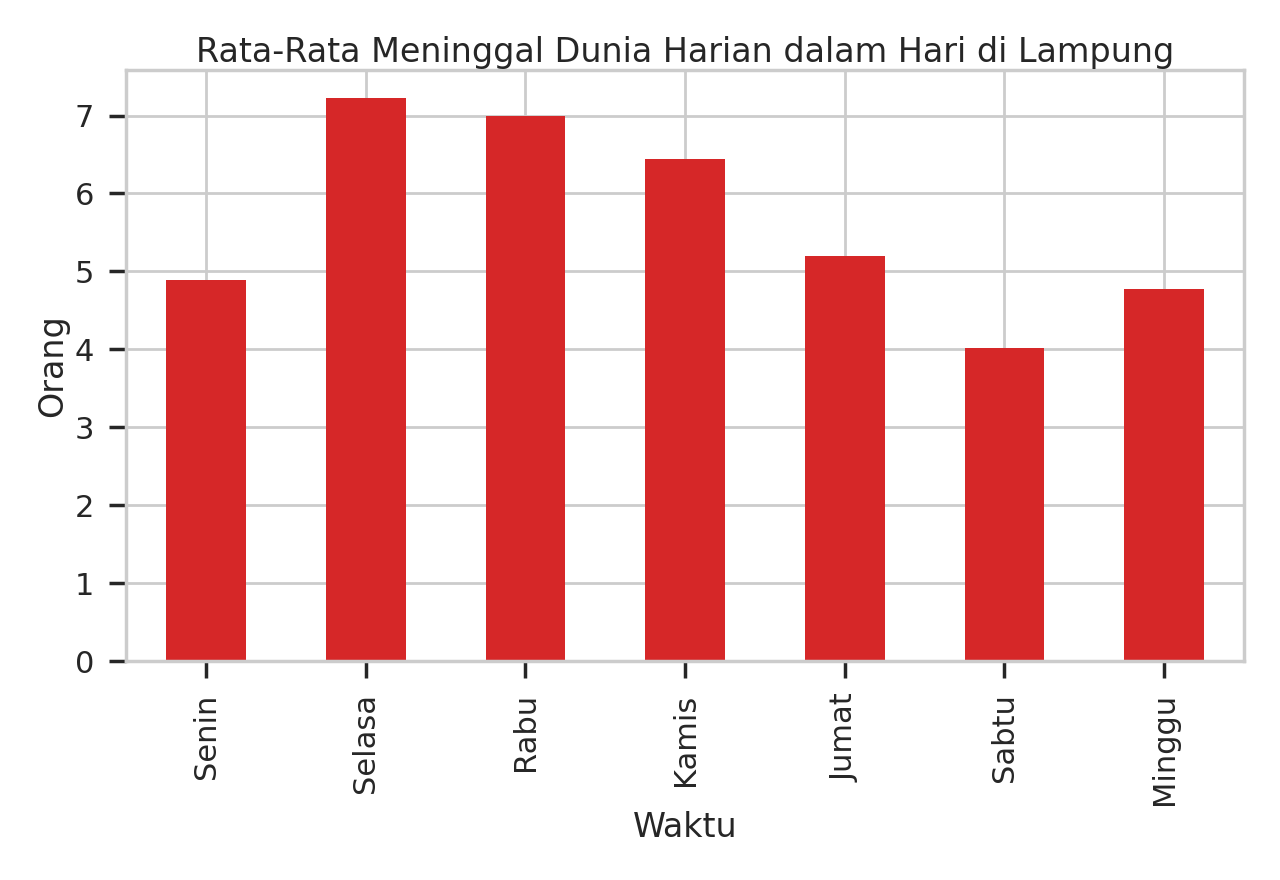 Rata-Rata Meninggal Dunia Harian dalam Hari di Lampung
7
6
5
4
3
2
1
0
Orang
Senin
Selasa
Rabu
Kamis
Jumat
Sabtu
Minggu
Waktu